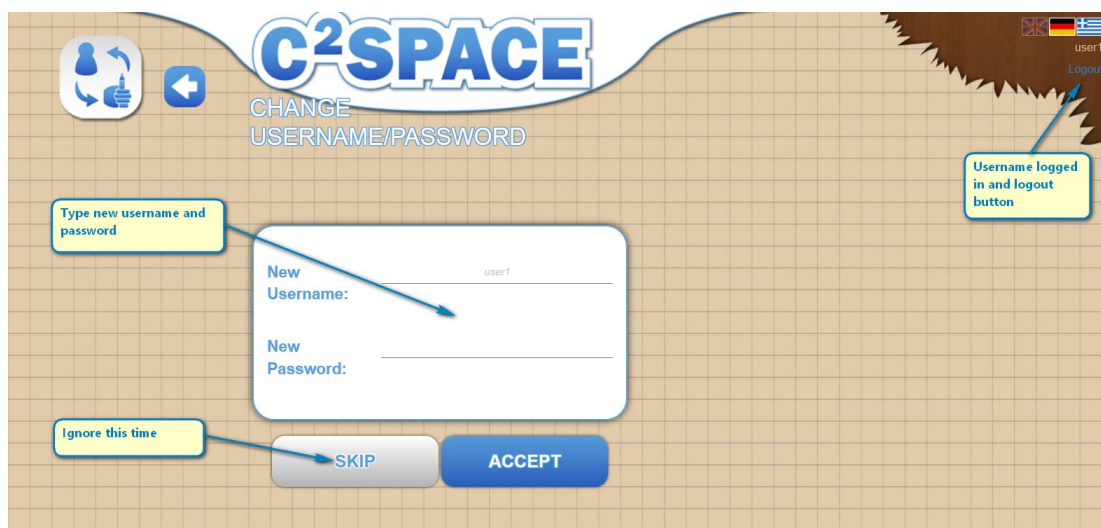 C²SPACE
CHANGE
USERNAME/PASSWORD
user1
Logout
Username logged
in and logout
button
Type new username and
password
New
Username:
user1
New
Password:
Ignore this time
SKIP
ACCEPT